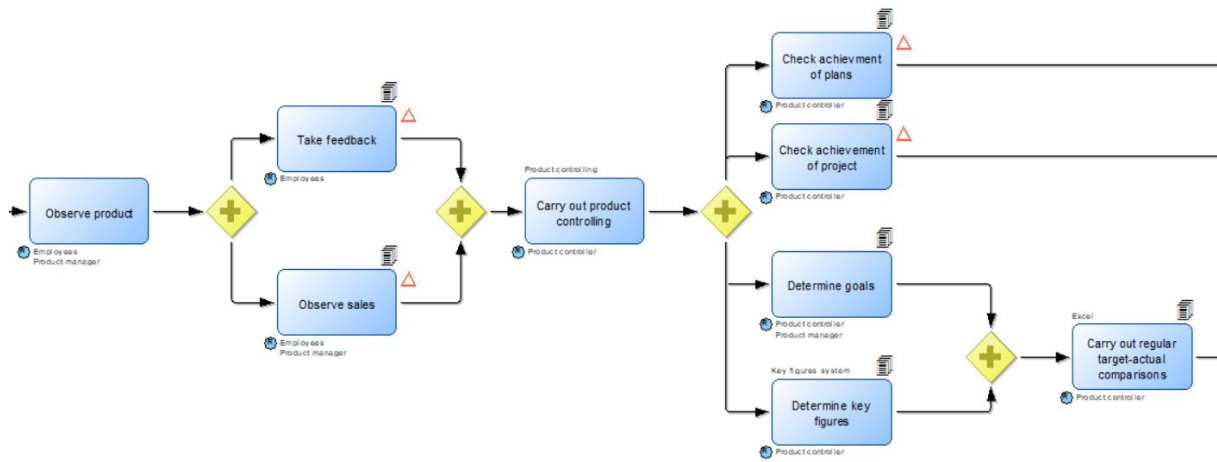 Check achievment
of plans
Product controller
Take feedback
Employees
Check achievement
of project
Product controller
Observe product
Employees
Product manager
Product controlling
Carry out product
controlling
Product controller
Observe sales
Employees
Product manager
Determine goals
Product controller
Product manager
Excel
Carry out regular
target-actual
comparisons
Product controller
Key figures system
Determine key
figures
Product controller